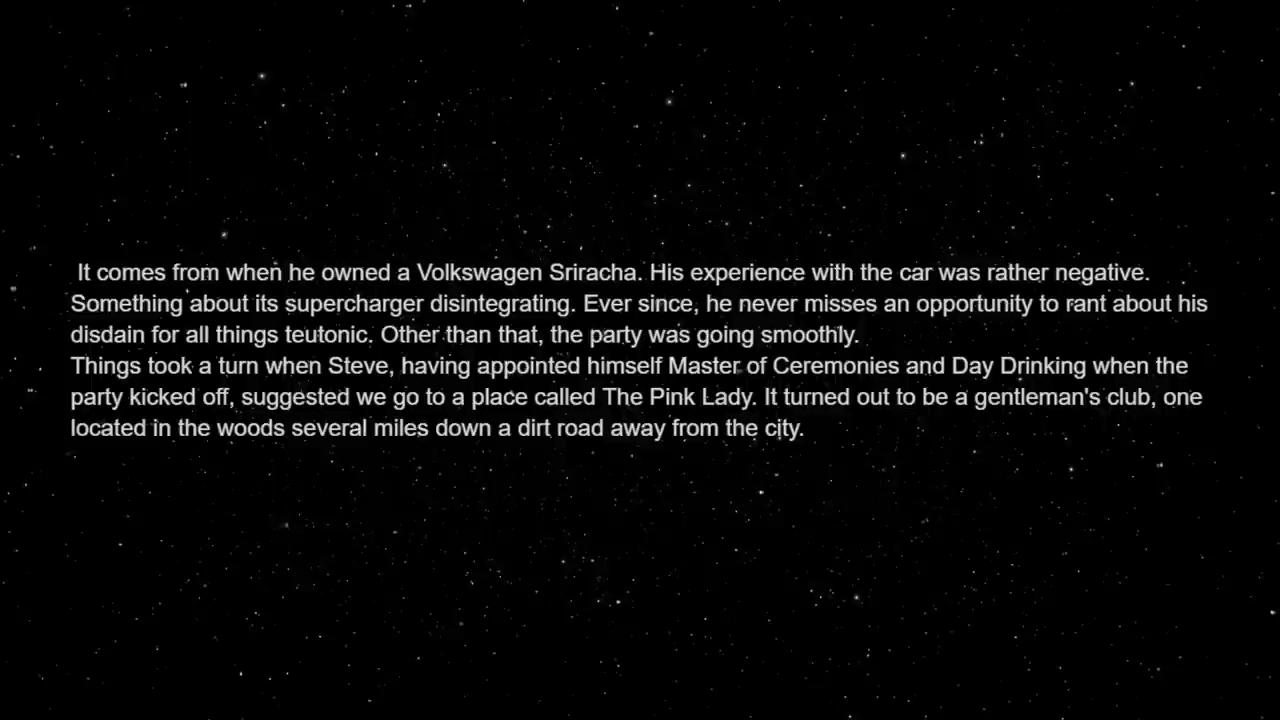 It comes from when he owned a Volkswagen Sriracha. His experience with the car was rather negative.
Something about its supercharger disintegrating. Ever since, he never misses an opportunity to rant about his
disdain for all things teutonic. Other than that, the party was going smoothly.
Things took a turn when Steve, having appointed himself Master of Ceremonies and Day Drinking when the
party kicked off, suggested we go to a place called The Pink Lady. It turned out to be a gentleman's club, one
located in the woods several miles down a dirt road away from the city.